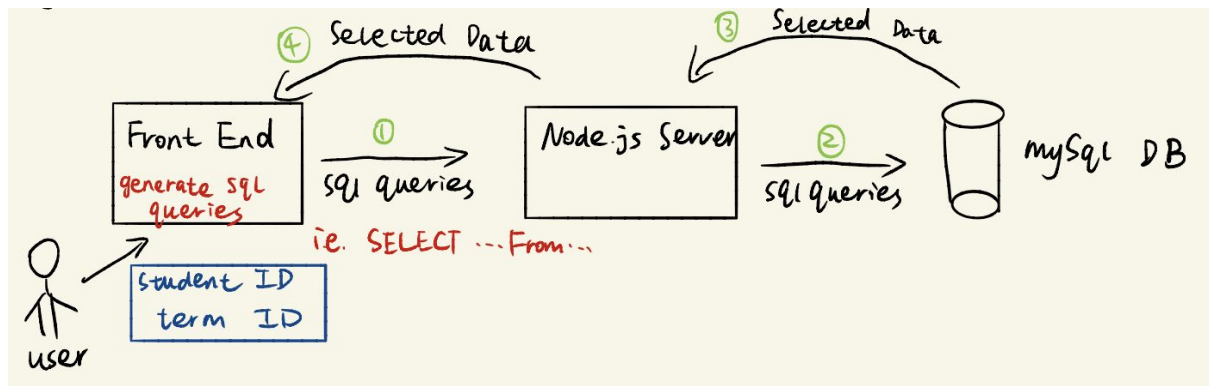 ④ Selected Data
③ Selected Data
Front End
generate sql
queries
①
sql queries
i.e. SELECT ... From ...
Node.js Server
②
sql queries
mySql DB
student ID
term ID
user